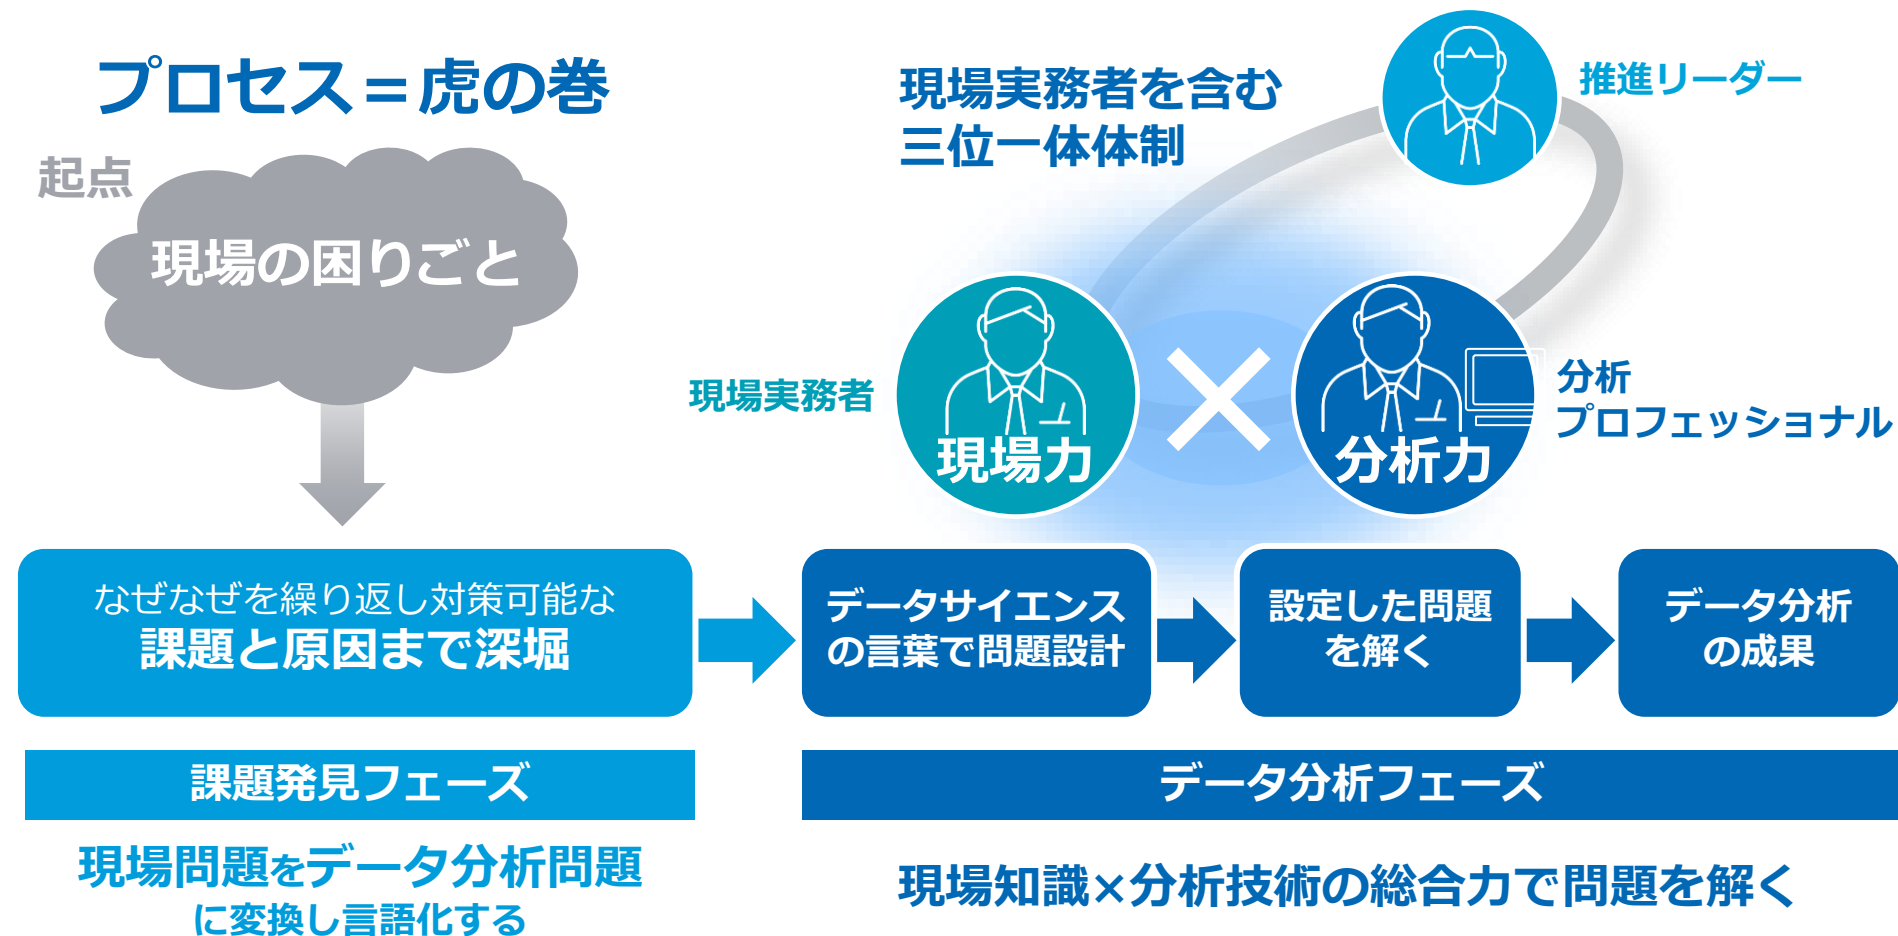 プロセス＝虎の巻
起点
現場の困りごと
現場実務者を含む
三位一体体制
推進リーダー
現場実務者
現場力
×
分析力
分析
プロフェッショナル
なぜなぜを繰り返し対策可能な
課題と原因まで深堀
データサイエンス
の言葉で問題設計
設定した問題
を解く
データ分析
の成果
課題発見フェーズ
データ分析フェーズ
現場問題をデータ分析問題
に変換し言語化する
現場知識×分析技術の総合力で問題を解く